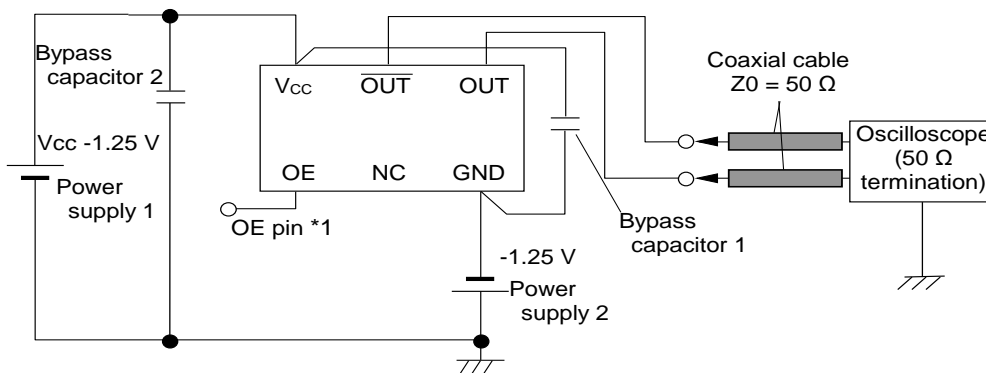 Bypass
capacitor 2
Vcc -1.25 V
Power
supply 1
VCC
OUT
OUT
OE
NC
GND
OE pin *1
-1.25 V
Power
supply 2
Bypass
capacitor 1
Coaxial cable
Z0 = 50 Ω
Oscilloscope
(50 Ω
termination)